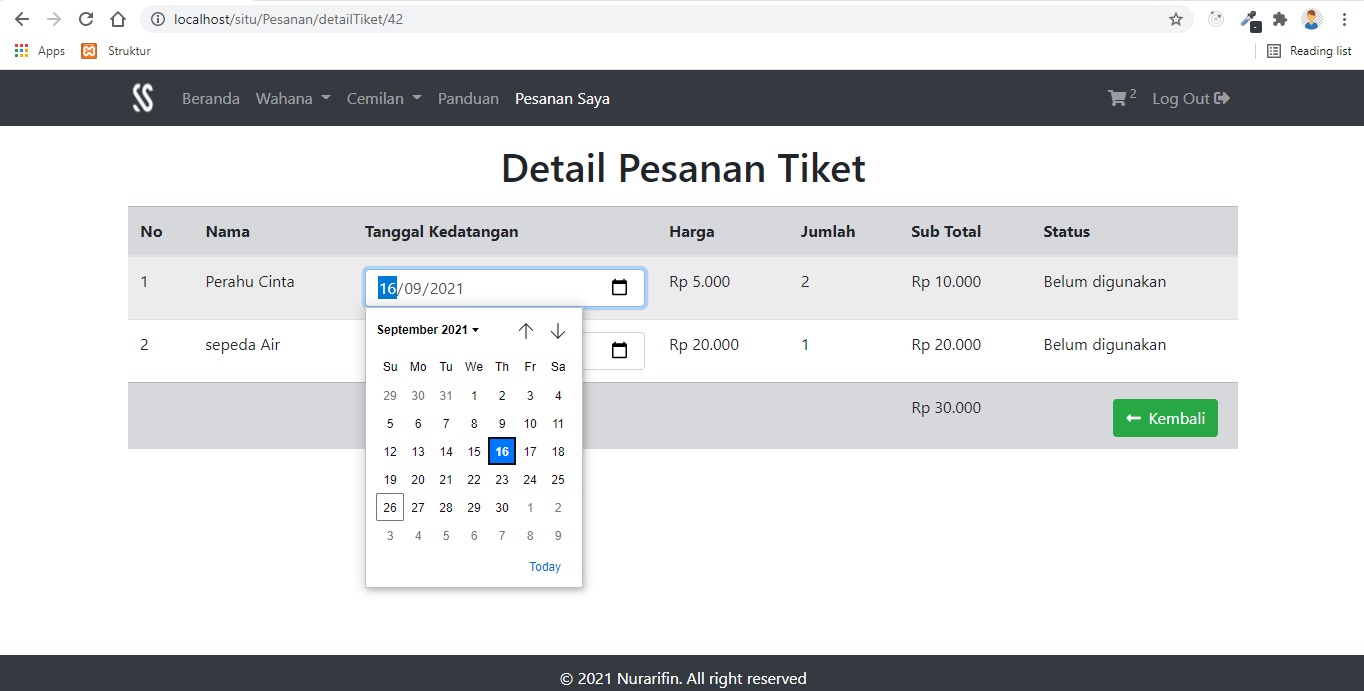 localhost/situ/Pesanan/detailTiket/42
Apps Struktur Reading list
Beranda Wahana Cemilan Panduan Pesanan Saya 2 Log Out
Detail Pesanan Tiket
No Nama Tanggal Kedatangan Harga Jumlah Sub Total Status
1 Perahu Cinta 16/09/2021 Rp 5.000 2 Rp 10.000 Belum digunakan
2 sepeda Air Rp 20.000 1 Rp 20.000 Belum digunakan
Rp 30.000 Kembali
September 2021
Su Mo Tu We Th Fr Sa
29 30 31 1 2 3 4
5 6 7 8 9 10 11
12 13 14 15 16 17 18
19 20 21 22 23 24 25
26 27 28 29 30 1 2
3 4 5 6 7 8 9
Today
© 2021 Nurarifin. All right reserved